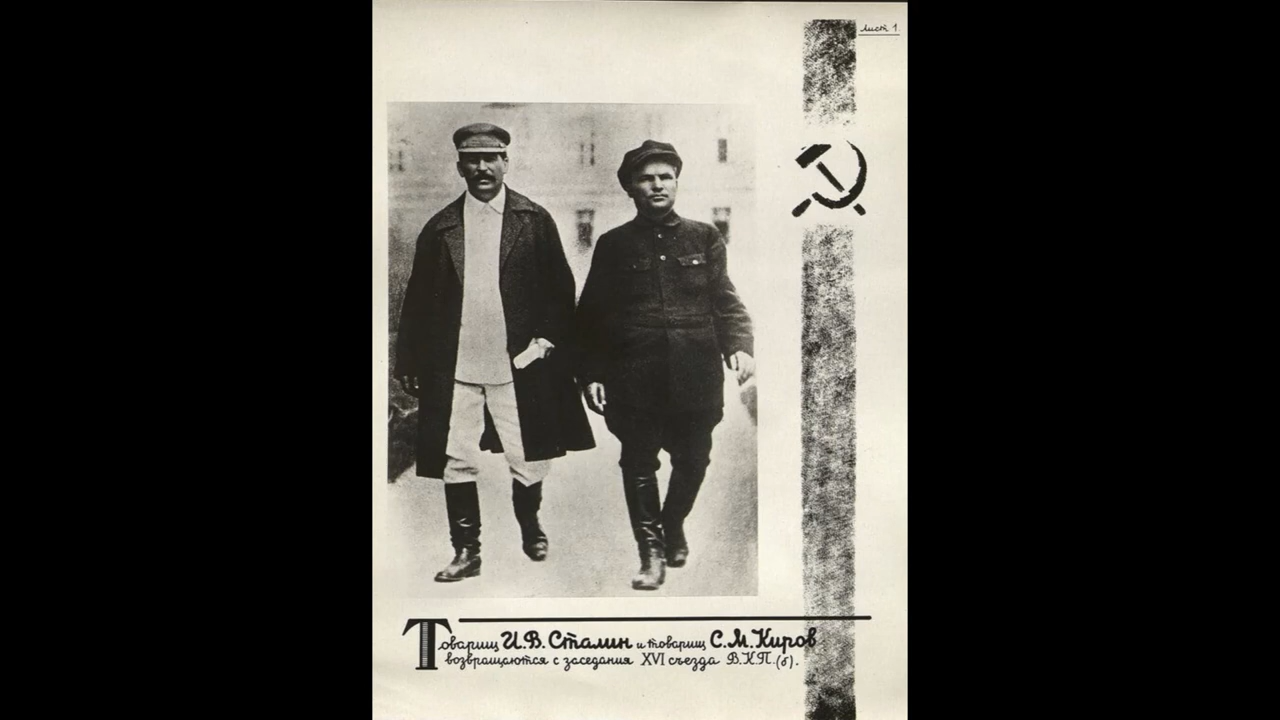 Лист 1.
Товарищ И.В. Сталин и товарищ С.М. Киров
возвращаются с заседания XVI съезда В.К.П.(б).